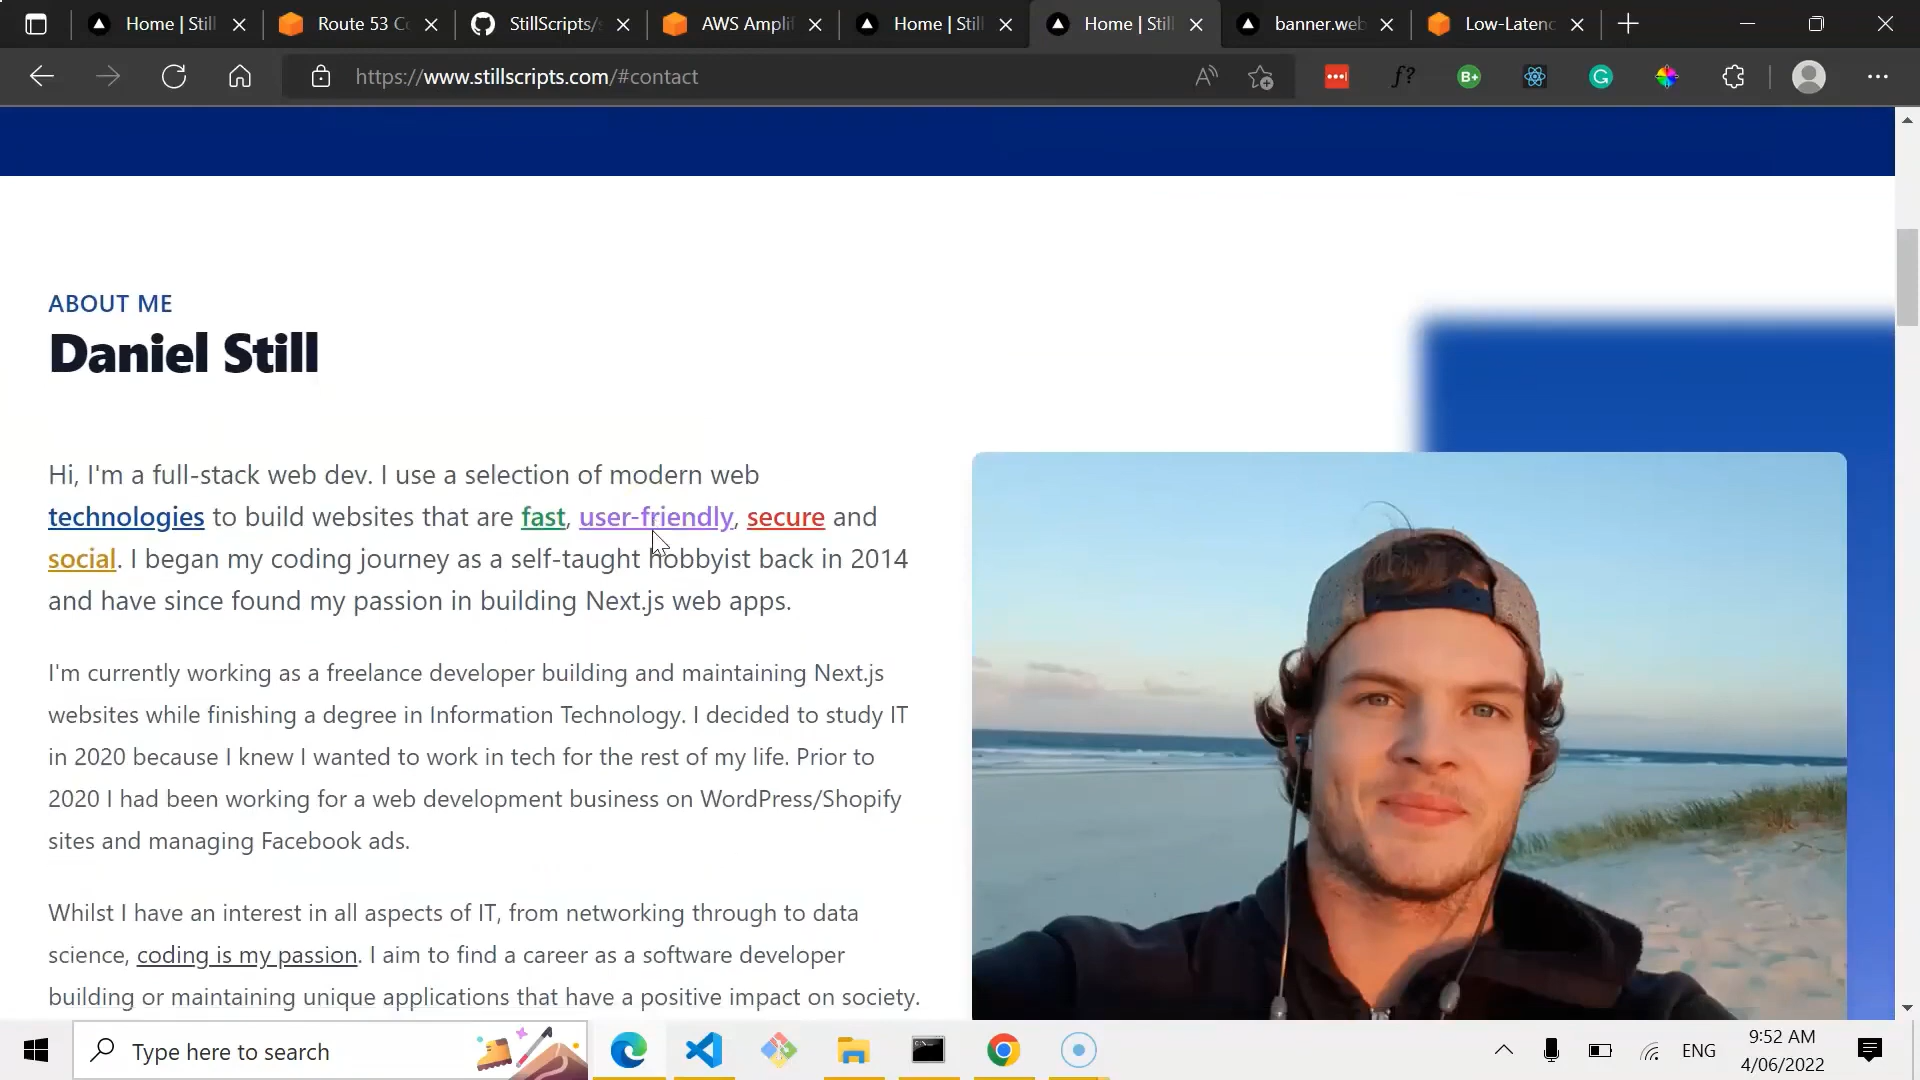 Home | Still
Route 53 Co
StillScripts/s
AWS Amplif
Home | Still
Home | Still
banner.web
Low-Latenc
https://www.stillscripts.com/#contact
ABOUT ME
Daniel Still
Hi, I'm a full-stack web dev. I use a selection of modern web
technologies to build websites that are fast, user-friendly, secure and
social. I began my coding journey as a self-taught hobbyist back in 2014
and have since found my passion in building Next.js web apps.
I'm currently working as a freelance developer building and maintaining Next.js
websites while finishing a degree in Information Technology. I decided to study IT
in 2020 because I knew I wanted to work in tech for the rest of my life. Prior to
2020 I had been working for a web development business on WordPress/Shopify
sites and managing Facebook ads.
Whilst I have an interest in all aspects of IT, from networking through to data
science, coding is my passion. I aim to find a career as a software developer
building or maintaining unique applications that have a positive impact on society.
Type here to search
ENG
9:52 AM
4/06/2022